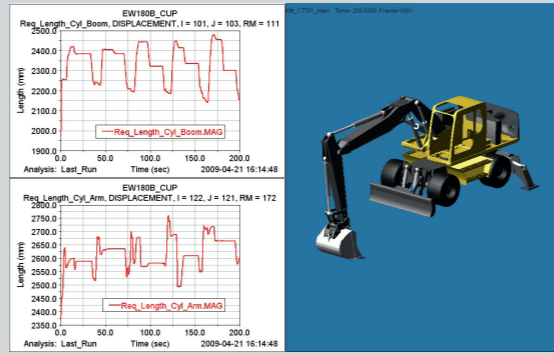 EW180B_CUP
Req_Length_Cyl_Boom, DISPLACEMENT, I = 101, J = 103, RM = 111
2500.0
2400.0
2300.0
2200.0
2100.0
2000.0
1900.0
Length (mm)
Req_Length_Cyl_Boom.MAG
0.0 50.0 100.0 150.0 200.0
Analysis: Last_Run Time (sec) 2009-04-21 16:14:48
EW180B_CUP
Req_Length_Cyl_Arm, DISPLACEMENT, I = 122, J = 121, RM = 172
2800.0
2750.0
2700.0
2650.0
2600.0
2550.0
2500.0
2450.0
2400.0
2350.0
Length (mm)
Req_Length_Cyl_Arm.MAG
0.0 50.0 100.0 150.0 200.0
Analysis: Last_Run Time (sec) 2009-04-21 16:14:48
Time= 200.0000 Frame=1001